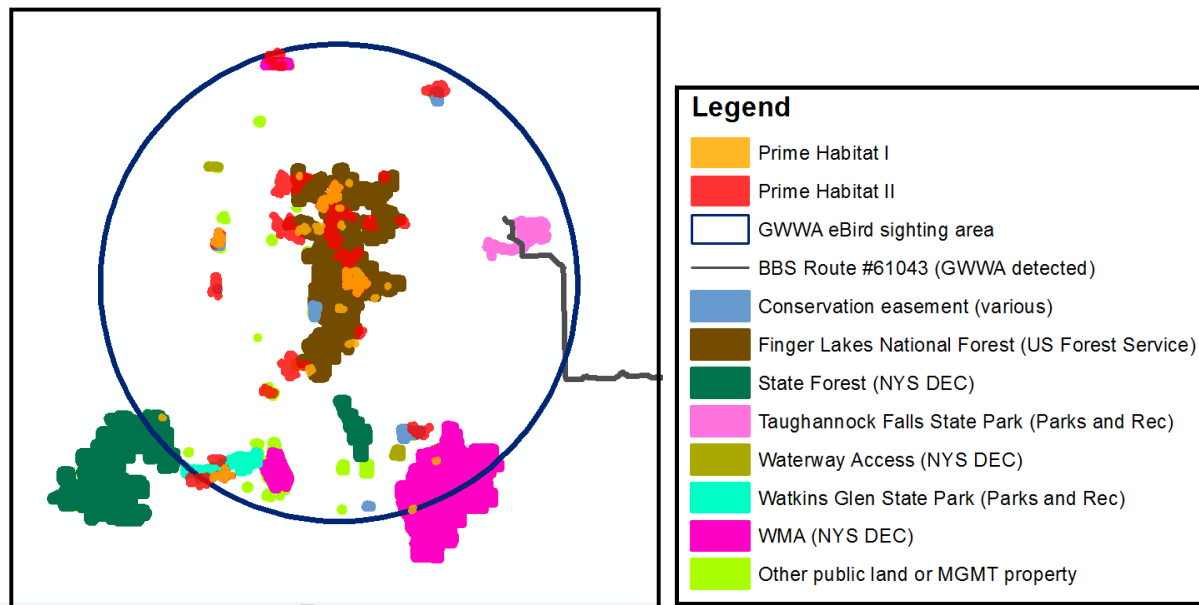 Legend
Prime Habitat I
Prime Habitat II
GWWA eBird sighting area
BBS Route #61043 (GWWA detected)
Conservation easement (various)
Finger Lakes National Forest (US Forest Service)
State Forest (NYS DEC)
Taughannock Falls State Park (Parks and Rec)
Waterway Access (NYS DEC)
Watkins Glen State Park (Parks and Rec)
WMA (NYS DEC)
Other public land or MGMT property